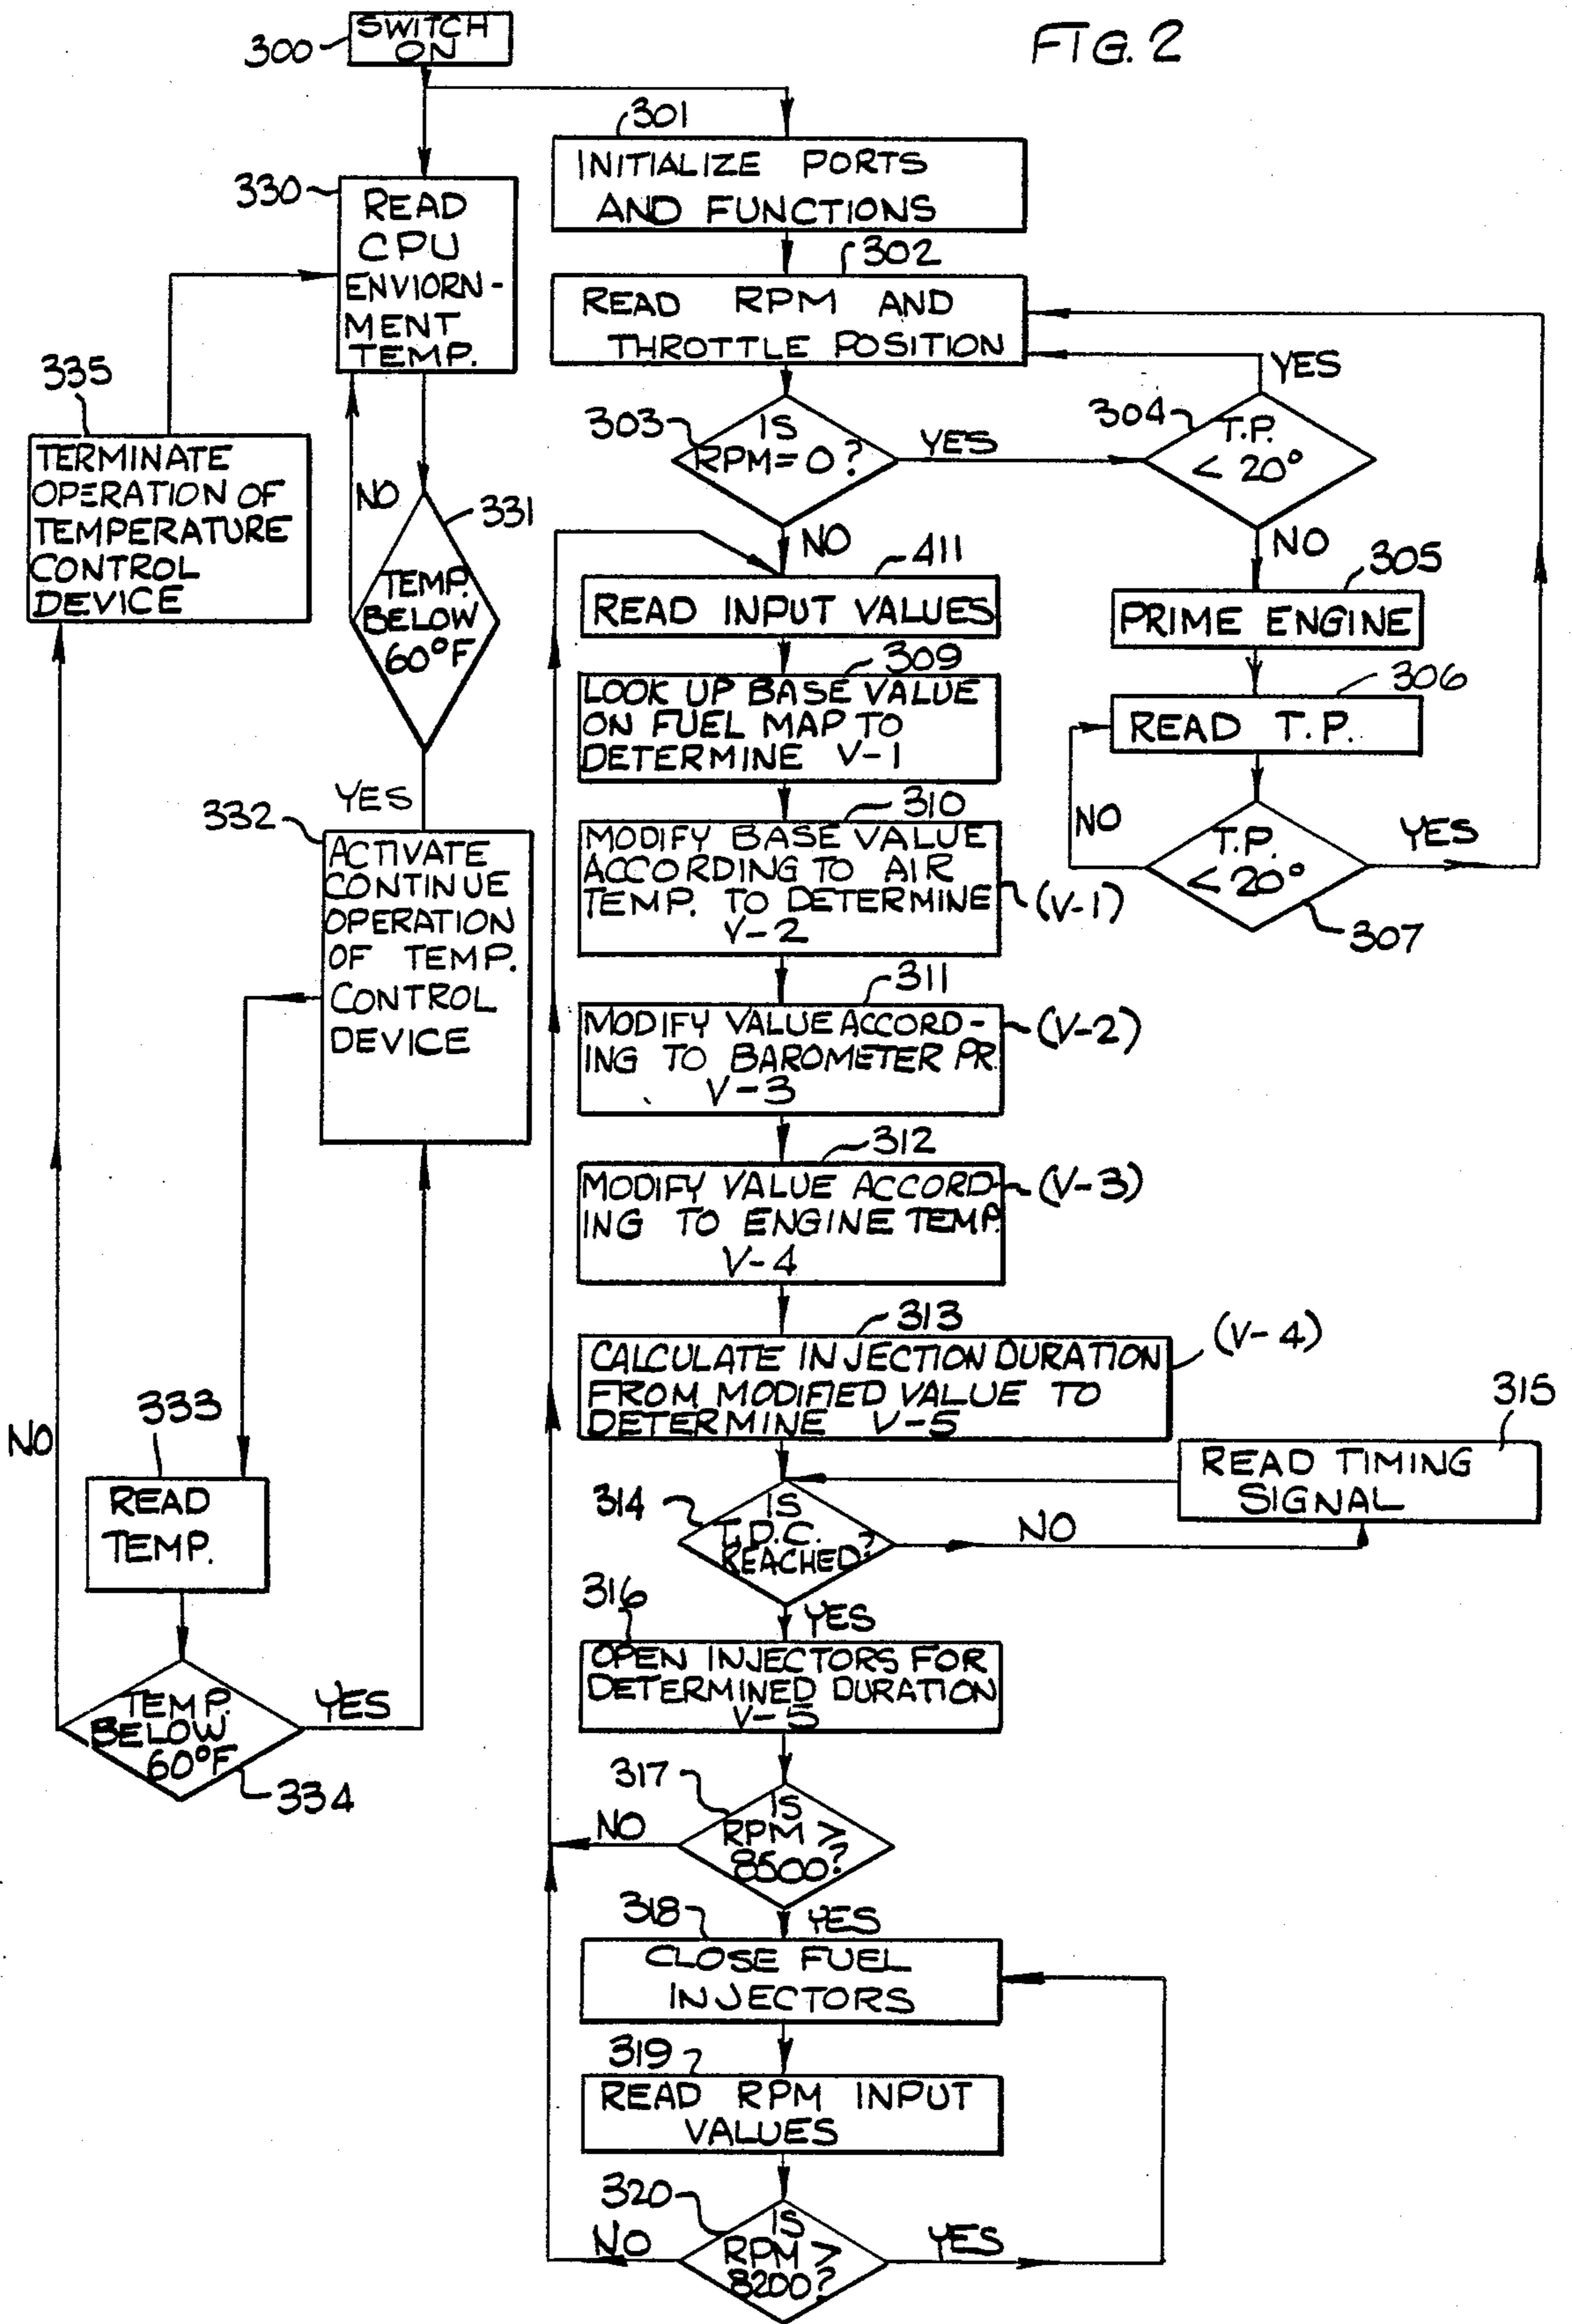 FIG. 2
SWITCH
ON
300
301
INITIALIZE PORTS
AND FUNCTIONS
330
READ
CPU
ENVIORN-
MENT
TEMP.
302
READ RPM AND
THROTTLE POSITION
335
TERMINATE
OPERATION OF
TEMPERATURE
CONTROL
DEVICE
NO
331
TEMP.
BELOW
60°F
YES
303
IS
RPM=0?
YES
NO
304
T.P.
< 20°
YES
NO
305
PRIME ENGINE
306
READ T.P.
T.P.
< 20°
NO
YES
307
411
READ INPUT VALUES
309
LOOK UP BASE VALUE
ON FUEL MAP TO
DETERMINE V-1
332
ACTIVATE
CONTINUE
OPERATION
OF TEMP.
CONTROL
DEVICE
310
MODIFY BASE VALUE
ACCORDING TO AIR
TEMP. TO DETERMINE
V-2
(V-1)
311
MODIFY VALUE ACCORD-
ING TO BAROMETER PR.
V-3
(V-2)
312
MODIFY VALUE ACCORD-
ING TO ENGINE TEMP.
V-4
(V-3)
313
CALCULATE INJECTION DURATION
FROM MODIFIED VALUE TO
DETERMINE V-5
(V-4)
315
READ TIMING
SIGNAL
NO
333
READ
TEMP.
314
IS
T.D.C.
REACHED?
NO
YES
316
OPEN INJECTORS FOR
DETERMINED DURATION
V-5
TEMP.
BELOW
60°F
YES
334
317
IS
RPM >
8500?
NO
YES
318
CLOSE FUEL
INJECTORS
319
READ RPM INPUT
VALUES
320
IS
RPM >
8200?
NO
YES